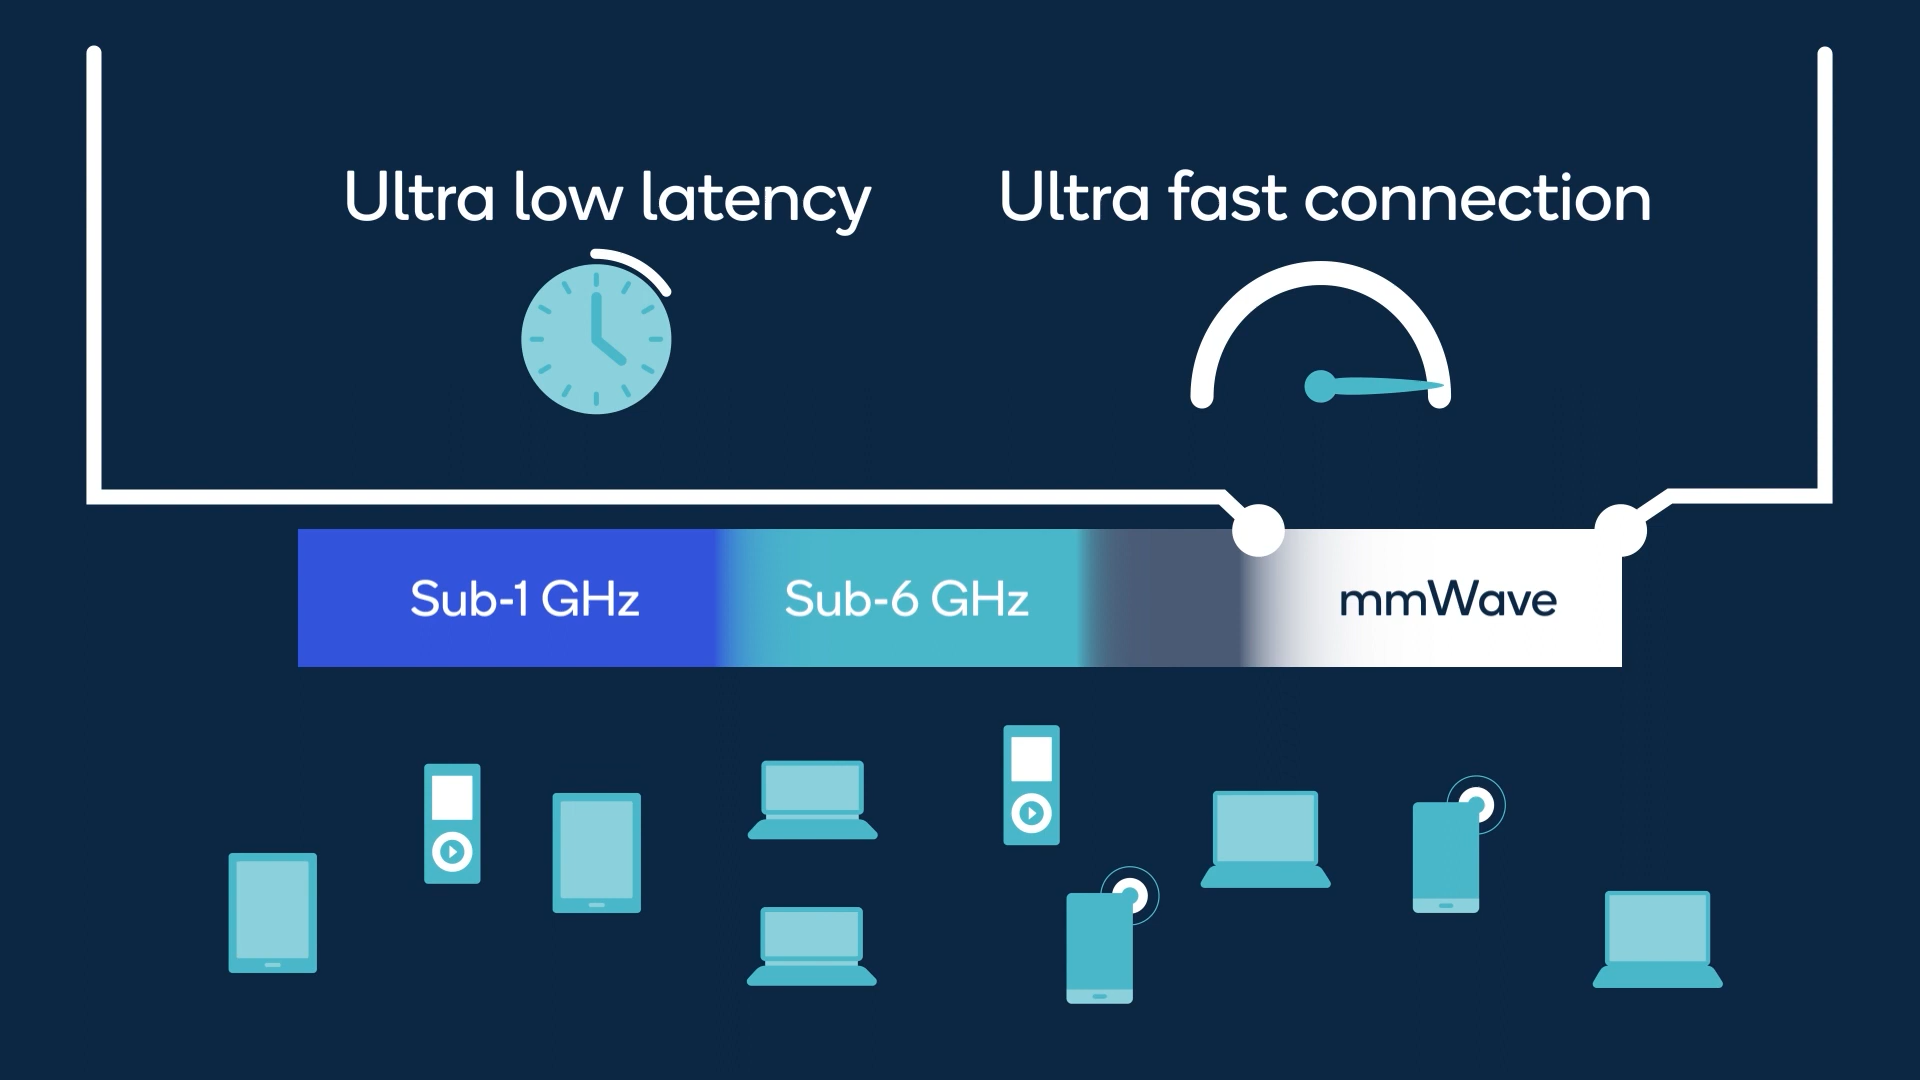 Ultra low latency
Ultra fast connection
Sub-1 GHz
Sub-6 GHz
mmWave